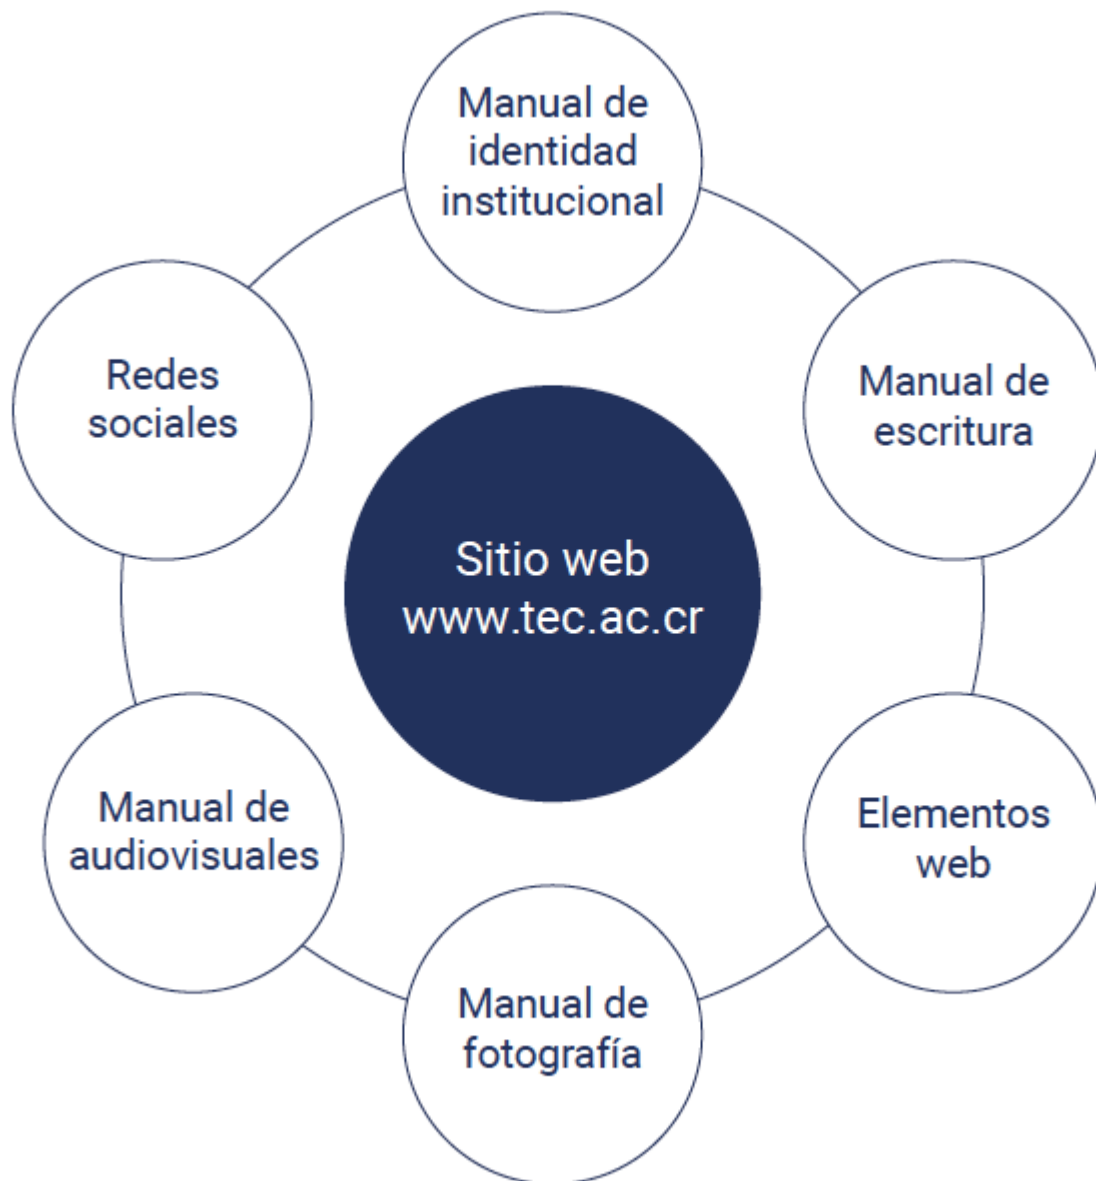 Manual de
identidad
institucional
Redes
sociales
Manual de
escritura
Sitio web
www.tec.ac.cr
Manual de
audiovisuales
Elementos
web
Manual de
fotografía